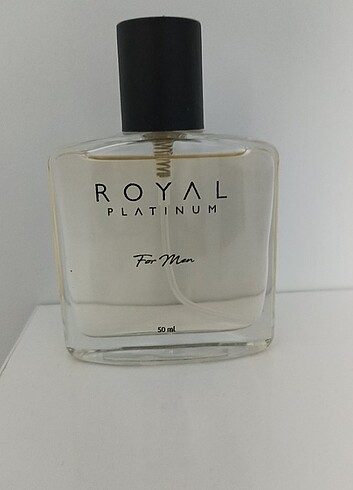 ROYAL
PLATINUM
For Men
50 ml